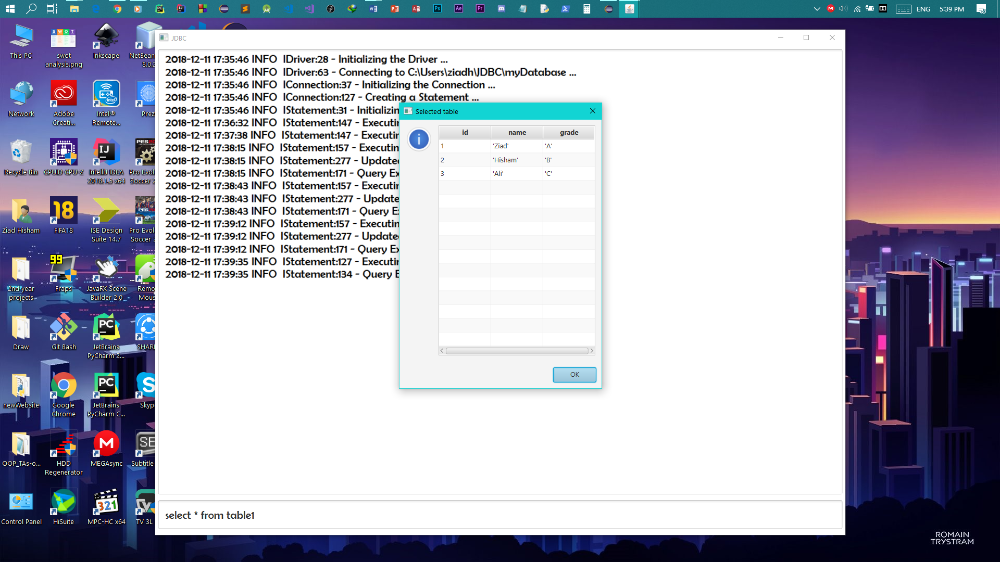 ENG
5:39 PM
This PC
swot
analysis.png
Inkscape
NetBean
8.0.2
Network
Adobe
Creati...
Intel®
Remote...
Prez
Recycle Bin
CPUID CPU-Z
IntelliJ IDEA
2018.1.5 x64
Pro Evol
Soccer 2
Ziad Hisham
FIFA18
ISE Design
Suite 14.7
Pro Evol
Soccer 2
2nd year
projects
Fraps
JavaFX Scene
Builder 2.0
Remo
Mous
Draw
Git Bash
JetBrains
PyCharm 2...
SHARE
newWebsite
Google
Chrome
JetBrains
PyCharm C...
Skyp
OOP_TAs-o...
HDD
Regenerator
MEGAsync
Subtitle
Control Panel
HiSuite
MPC-HC x64
TV 3L
JDBC
2018-12-11 17:35:46 INFO IDriver:28 - Initializing the Driver ...
2018-12-11 17:35:46 INFO IDriver:63 - Connecting to C:\Users\ziadh\JDBC\myDatabase ...
2018-12-11 17:35:46 INFO IConnection:37 - Initializing the Connection ...
2018-12-11 17:35:46 INFO IConnection:127 - Creating a Statement ...
2018-12-11 17:35:46 INFO IStatement:31 - Initializin
2018-12-11 17:36:32 INFO IStatement:147 - Executin
2018-12-11 17:37:38 INFO IStatement:147 - Executin
2018-12-11 17:38:15 INFO IStatement:157 - Executin
2018-12-11 17:38:15 INFO IStatement:277 - Updated
2018-12-11 17:38:15 INFO IStatement:171 - Query Ex
2018-12-11 17:38:43 INFO IStatement:157 - Executin
2018-12-11 17:38:43 INFO IStatement:277 - Update
2018-12-11 17:38:43 INFO IStatement:171 - Query E
2018-12-11 17:39:12 INFO IStatement:157 - Executin
2018-12-11 17:39:12 INFO IStatement:277 - Updated
2018-12-11 17:39:12 INFO IStatement:171 - Query Ex
2018-12-11 17:39:35 INFO IStatement:127 - Executin
2018-12-11 17:39:35 INFO IStatement:134 - Query E
Selected table
id name grade
1 'Ziad' 'A'
2 'Hisham' 'B'
3 'Ali' 'C'
OK
select * from table1
ROMAIN
TRYSTRAM